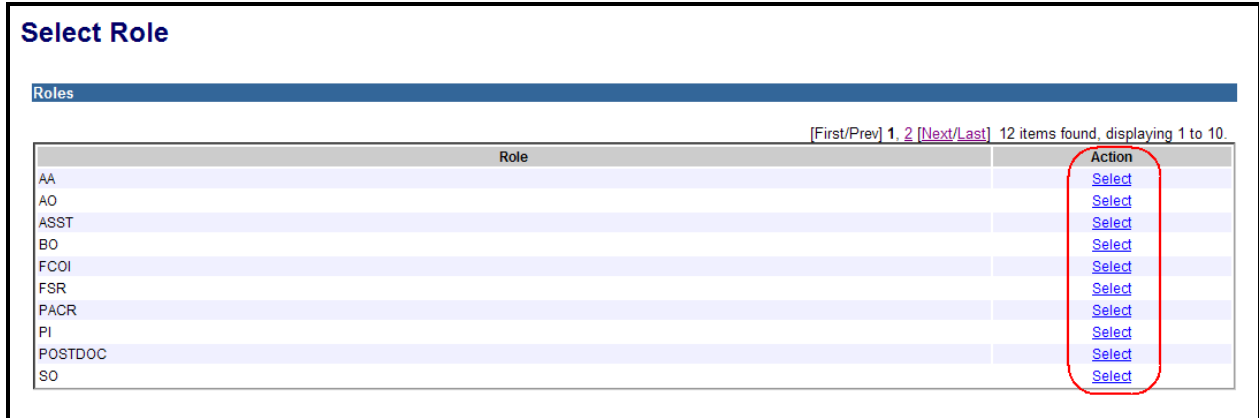 Select Role
Roles
[First/Prev] 1, 2 [Next/Last] 12 items found, displaying 1 to 10.
Role Action
AA Select
AO Select
ASST Select
BO Select
FCOI Select
FSR Select
PACR Select
PI Select
POSTDOC Select
SO Select